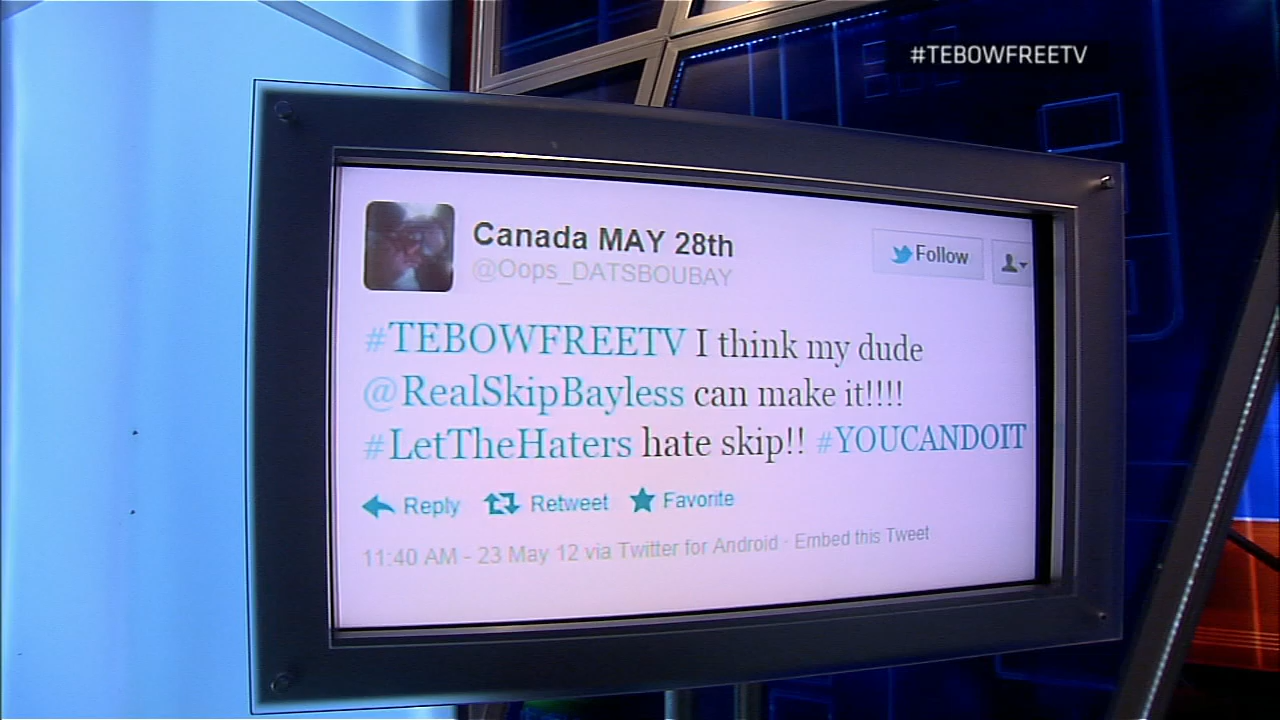 #TEBOWFREETV
Canada MAY 28th
Follow
@Oops_DATSBOUBAY
#TEBOWFREETV I think my dude
@RealSkipBayless can make it!!!!
#LetTheHaters hate skip!! #YOUCANDOIT
Reply Retweet Favorite
11:40 AM - 23 May 12 via Twitter for Android · Embed this Tweet